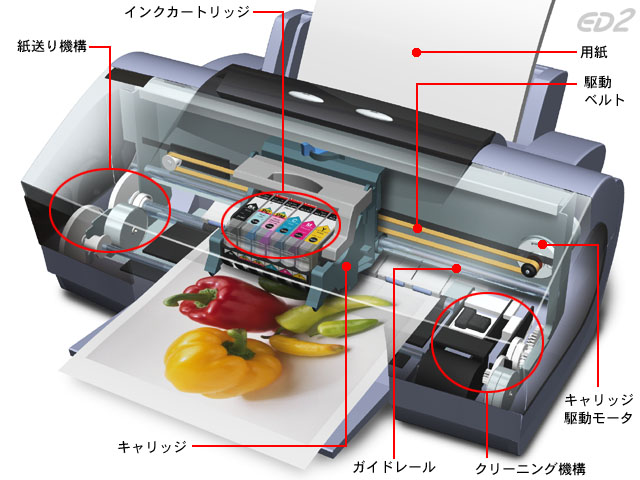 インクカートリッジ
ED2
紙送り機構
用紙
駆動
ベルト
キャリッジ
駆動モータ
キャリッジ
ガイドレール
クリーニング機構